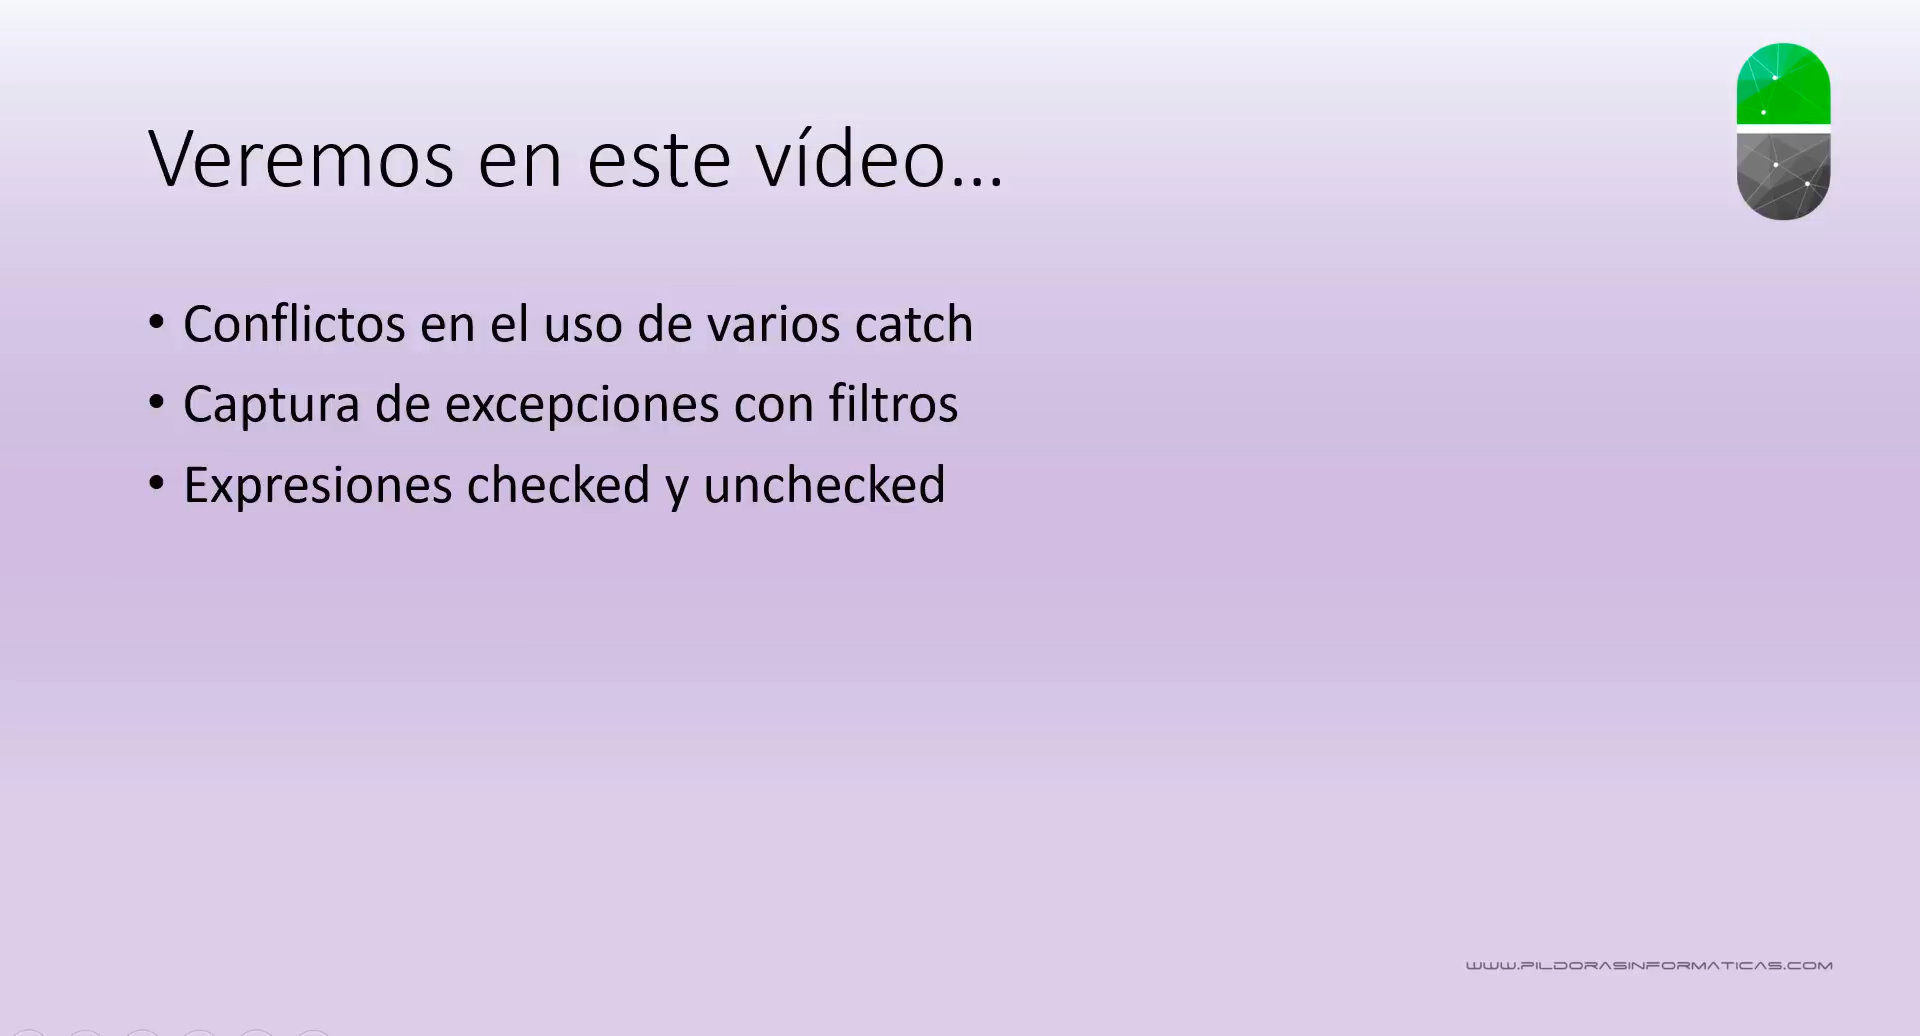 Veremos en este vídeo...
• Conflictos en el uso de varios catch
• Captura de excepciones con filtros
• Expresiones checked y unchecked
WWW.PILDORASINFORMATICAS.COM